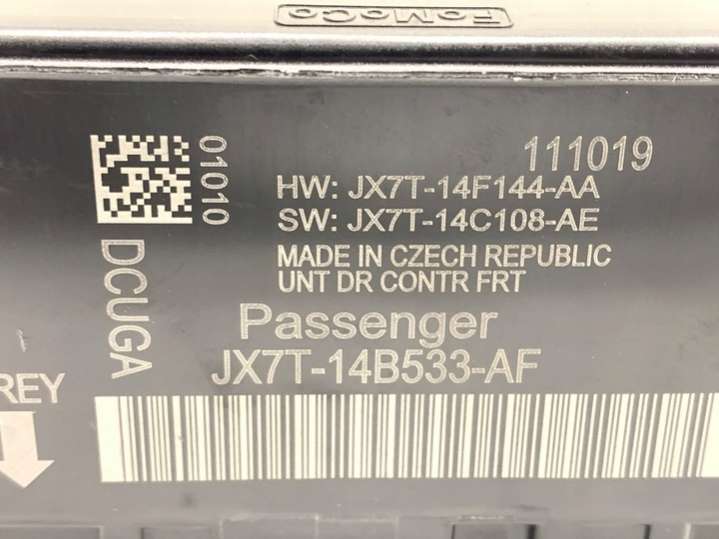 FoMoCo
111019
01010
HW: JX7T-14F144-AA
SW: JX7T-14C108-AE
MADE IN CZECH REPUBLIC
UNT DR CONTR FRT
DCUGA
Passenger
JX7T-14B533-AF
REY